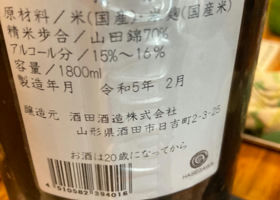 原材料／米(国産)、米麹(国産米)
精米歩合／山田錦70%
アルコール分／15%〜16%
容量／1800ml
製造年月 令和5年 2月
醸造元 酒田酒造株式会社
山形県酒田市日吉町2-3-25
お酒は20歳になってから
4510582394016
HASEGAWA